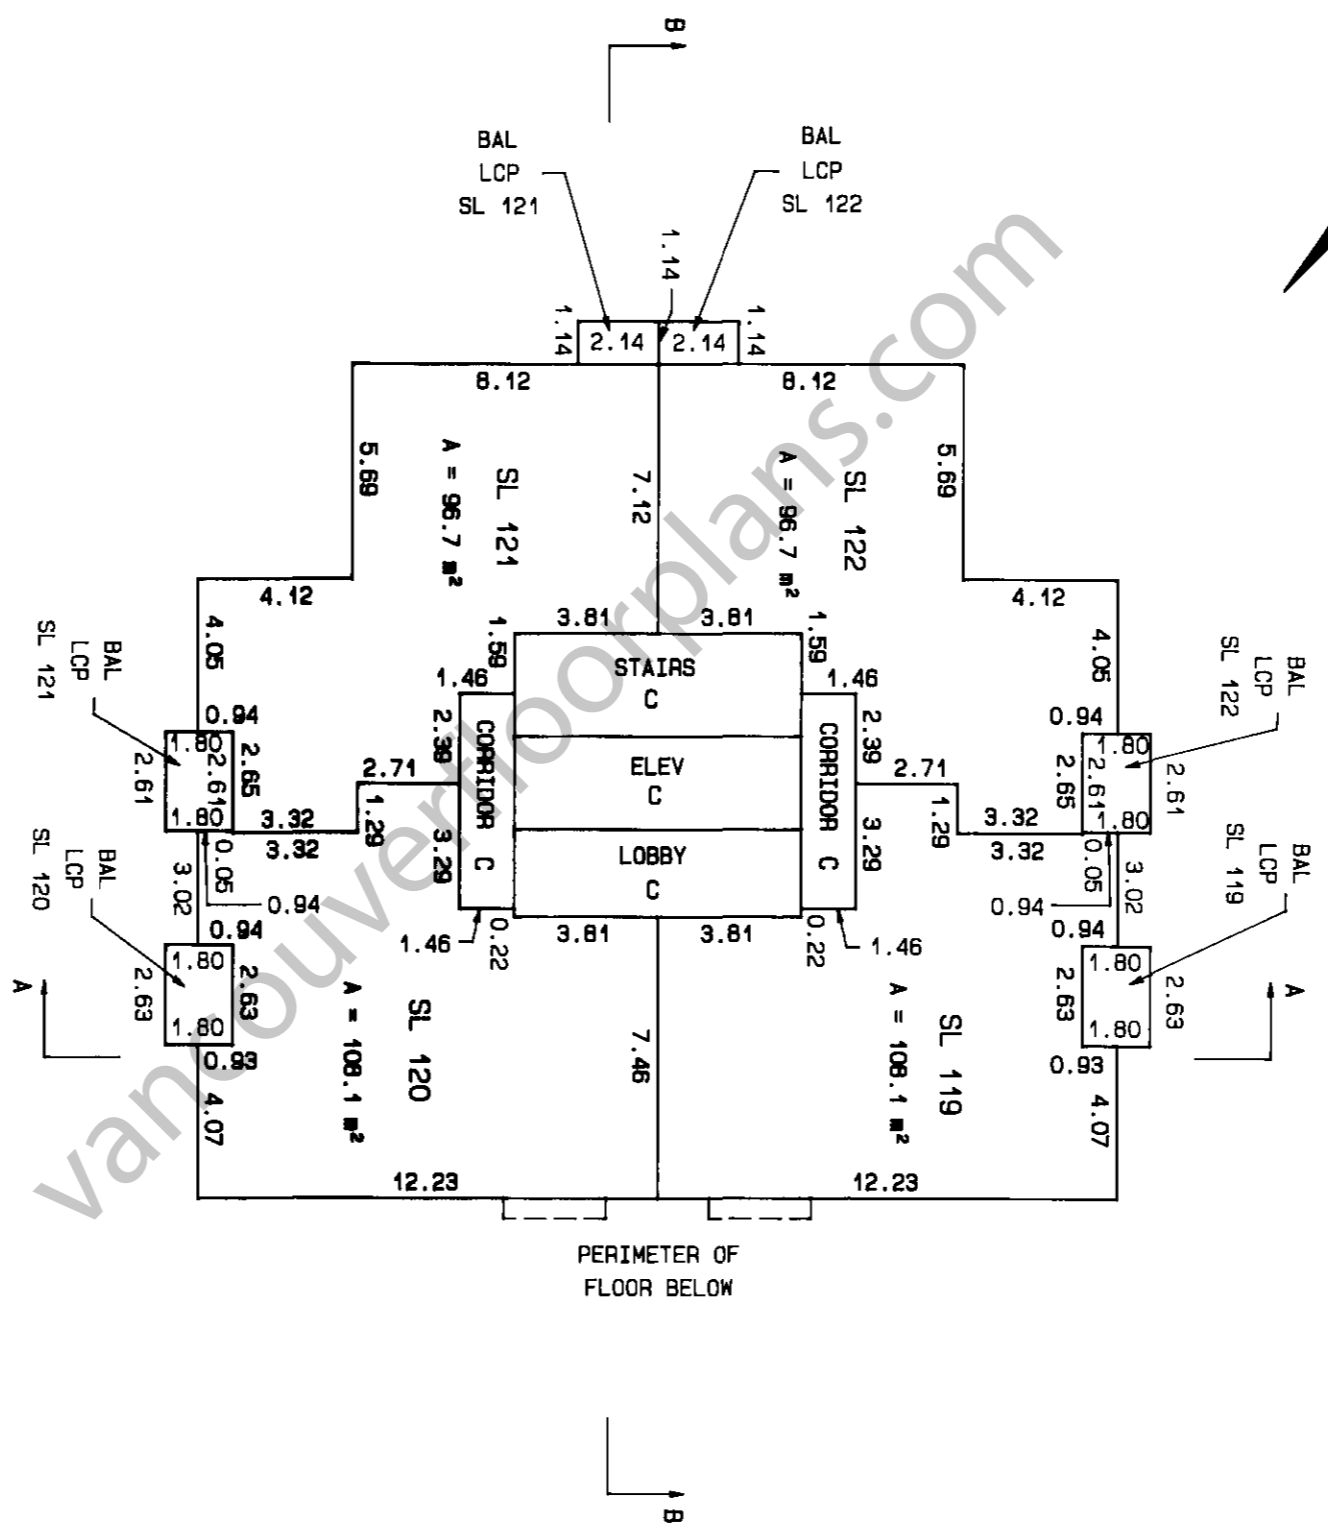 B
BAL
LCP
SL 121
BAL
LCP
SL 122
1.14
1.14
2.14
2.14
1.14
8.12
8.12
5.69
A = 96.7 m²
SL 121
7.12
A = 96.7 m²
SL 122
5.69
4.12
4.12
3.81
3.81
4.05
1.59
1.59
4.05
STAIRS
C
1.46
1.46
BAL
LCP
SL 121
BAL
LCP
SL 122
0.94
0.94
1.80
2.61
2.61
2.65
1.80
2.71
2.39
CORRIDOR C
ELEV
C
CORRIDOR C
2.39
2.71
1.80
2.65
2.61
2.61
1.80
3.32
3.32
1.29
3.29
LOBBY
C
3.29
1.29
3.32
3.32
0.05
0.05
3.02
3.02
0.94
0.94
BAL
LCP
SL 120
BAL
LCP
SL 119
0.94
0.94
1.46
0.22
3.81
3.81
0.22
1.46
1.80
2.63
2.63
1.80
1.80
2.63
2.63
1.80
A
A
0.93
0.93
A = 108.1 m²
SL 120
7.46
A = 108.1 m²
SL 119
4.07
4.07
12.23
12.23
PERIMETER OF
FLOOR BELOW
B
vancouverfloorplans.com